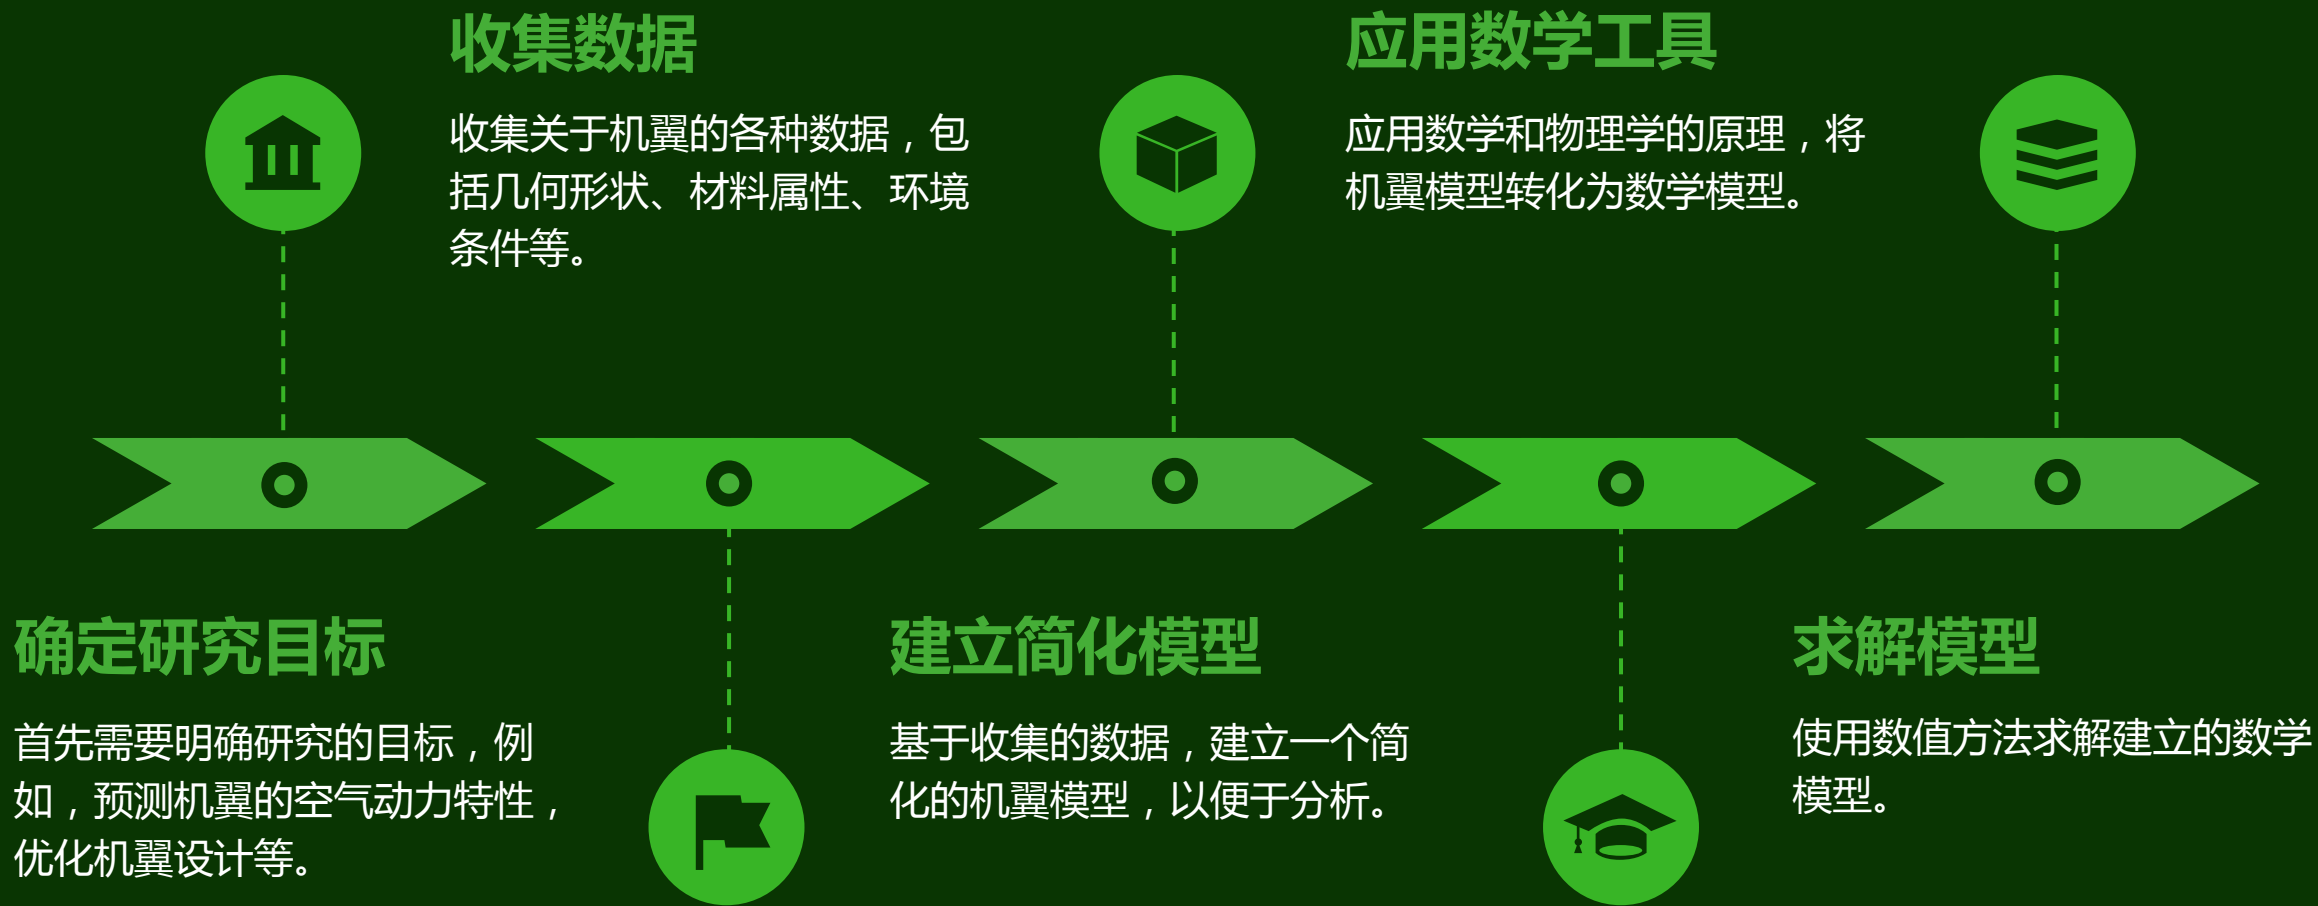 收集数据
收集关于机翼的各种数据，包
括几何形状、材料属性、环境
条件等。
应用数学工具
应用数学和物理学的原理，将
机翼模型转化为数学模型。
确定研究目标
首先需要明确研究的目标，例
如，预测机翼的空气动力特性，
优化机翼设计等。
建立简化模型
基于收集的数据，建立一个简
化的机翼模型，以便于分析。
求解模型
使用数值方法求解建立的数学
模型。